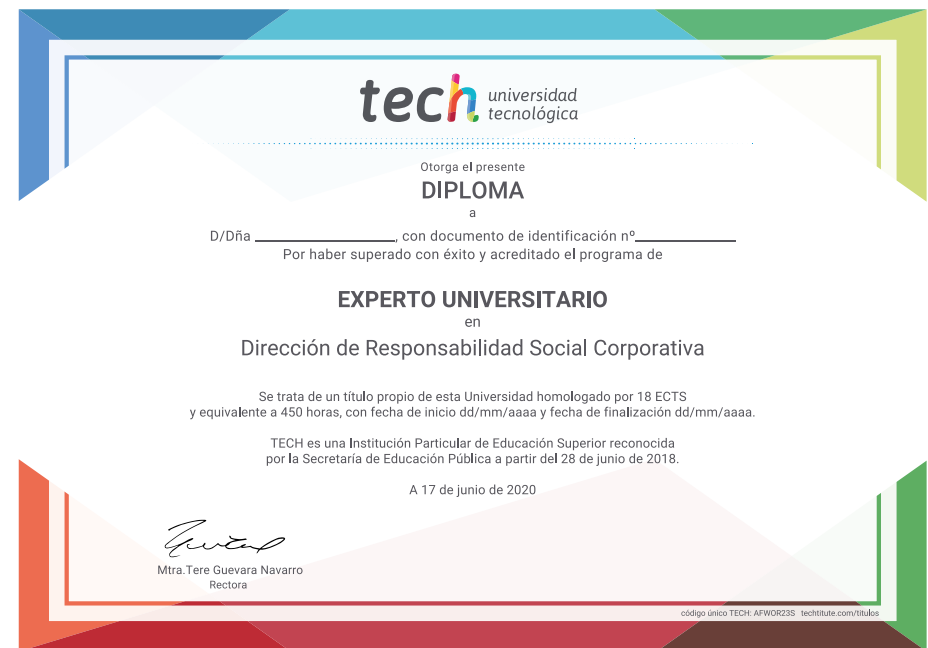 tech universidad
tecnológica
Otorga el presente
DIPLOMA
a
D/Dña ____________, con documento de identificación nº____________
Por haber superado con éxito y acreditado el programa de
EXPERTO UNIVERSITARIO
en
Dirección de Responsabilidad Social Corporativa
Se trata de un título propio de esta Universidad homologado por 18 ECTS
y equivalente a 450 horas, con fecha de inicio dd/mm/aaaa y fecha de finalización dd/mm/aaaa.
TECH es una Institución Particular de Educación Superior reconocida
por la Secretaría de Educación Pública a partir del 28 de junio de 2018.
A 17 de junio de 2020
Mtra.Tere Guevara Navarro
Rectora
código único TECH: AFWOR23S techtitute.com/titulos